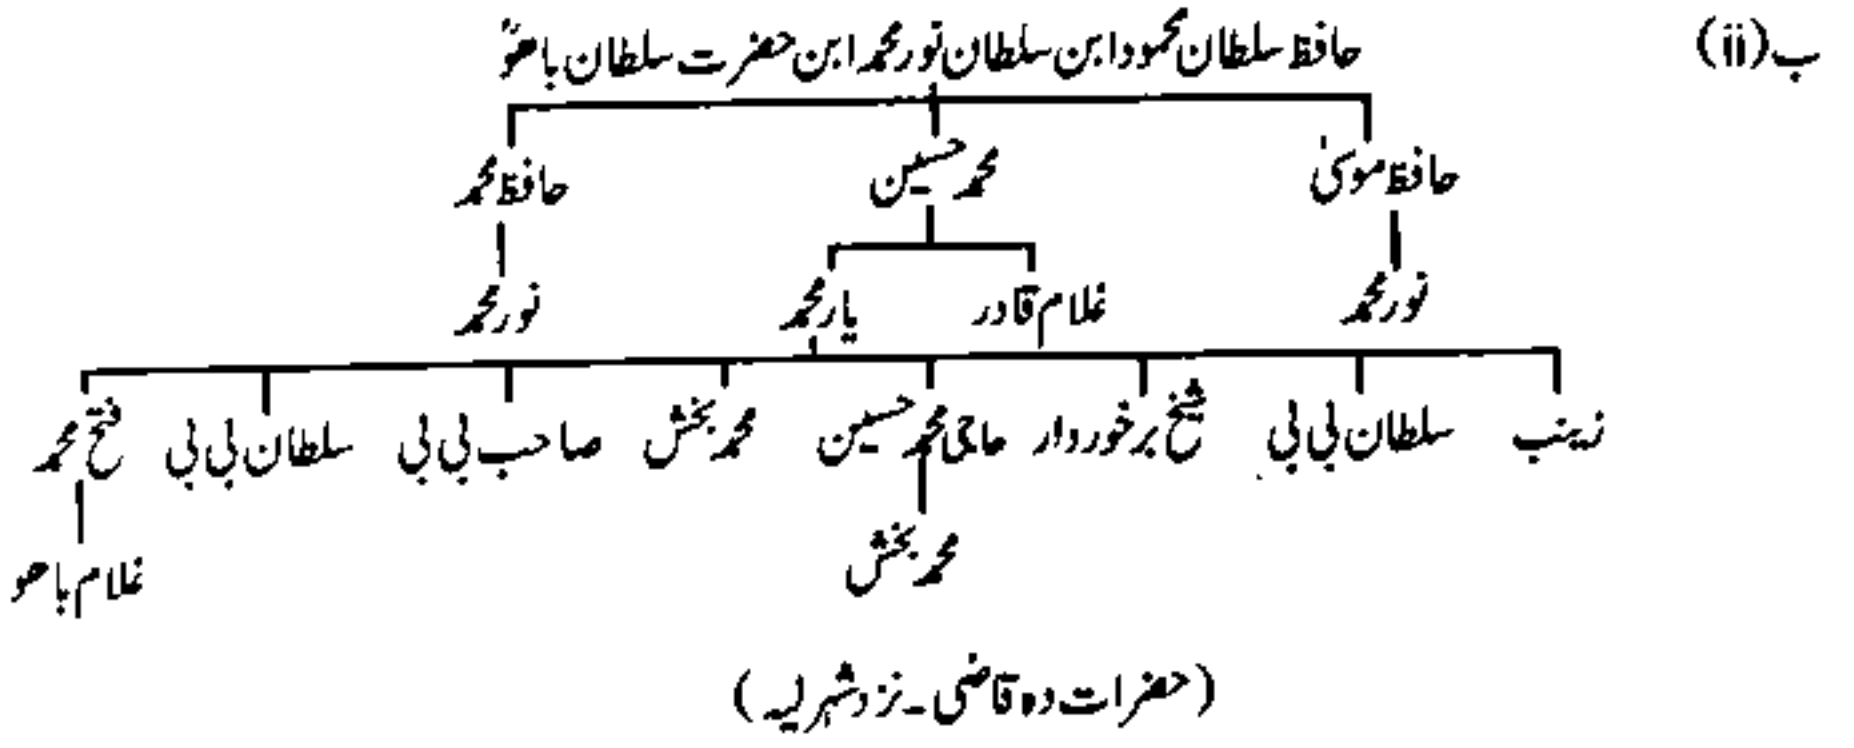 ب(ii) حافظ سلطان محمود ابن سلطان نور محمد ابن حضرت سلطان باھوؒ
حافظ موسیٰ محمد حسین حافظ محمد
نور محمد غلام قادر یار محمد نور محمد
زینب سلطان بی بی شیخ برخوردار حاجی محمد حسین محمد بخش صاحب بی بی سلطان بی بی فتح محمد
محمد بخش غلام باھو
(حضرات دہ قاضی ۔ نزد شہر لیہ)